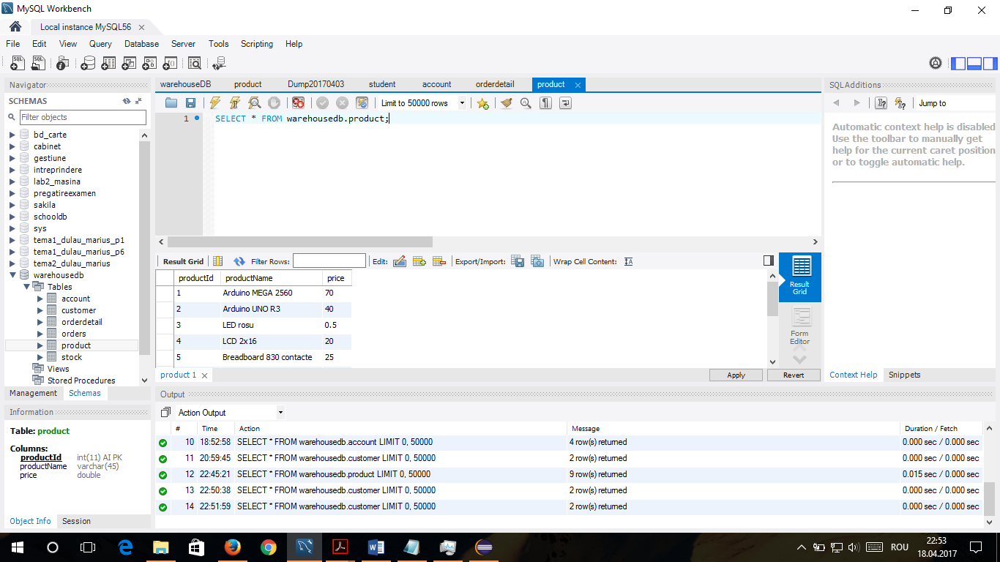 MySQL Workbench
Local instance MySQL56
File Edit View Query Database Server Tools Scripting Help
Navigator
SCHEMAS
Filter objects
bd_carte
cabinet
gestiune
intreprindere
lab2_masina
pregatireexamen
sakila
schooldb
sys
tema1_dulau_marius_p1
tema1_dulau_marius_p6
tema2_dulau_marius
warehousedb
Tables
account
customer
orderdetail
orders
product
stock
Views
Stored Procedures
Management Schemas
Information
Table: product
Columns:
productId int(11) AI PK
productName varchar(45)
price double
Object Info Session
warehouseDB product Dump20170403 student account orderdetail product
Limit to 50000 rows
1 SELECT * FROM warehousedb.product;
Result Grid Filter Rows: Edit: Export/Import: Wrap Cell Content:
productId productName price
1 Arduino MEGA 2560 70
2 Arduino UNO R3 40
3 LED rosu 0.5
4 LCD 2x16 20
5 Breadboard 830 contacte 25
Result
Grid
Form
Editor
product 1 Apply Revert
SQLAdditions
Jump to
Automatic context help is disabled
Use the toolbar to manually get
help for the current caret position
or to toggle automatic help.
Context Help Snippets
Output
Action Output
# Time Action Message Duration / Fetch
10 18:52:58 SELECT * FROM warehousedb.account LIMIT 0, 50000 4 row(s) returned 0.000 sec / 0.000 sec
11 20:59:45 SELECT * FROM warehousedb.customer LIMIT 0, 50000 2 row(s) returned 0.000 sec / 0.000 sec
12 22:45:21 SELECT * FROM warehousedb.product LIMIT 0, 50000 9 row(s) returned 0.015 sec / 0.000 sec
13 22:50:38 SELECT * FROM warehousedb.customer LIMIT 0, 50000 2 row(s) returned 0.000 sec / 0.000 sec
14 22:51:59 SELECT * FROM warehousedb.customer LIMIT 0, 50000 2 row(s) returned 0.000 sec / 0.000 sec
ROU
22:53
18.04.2017